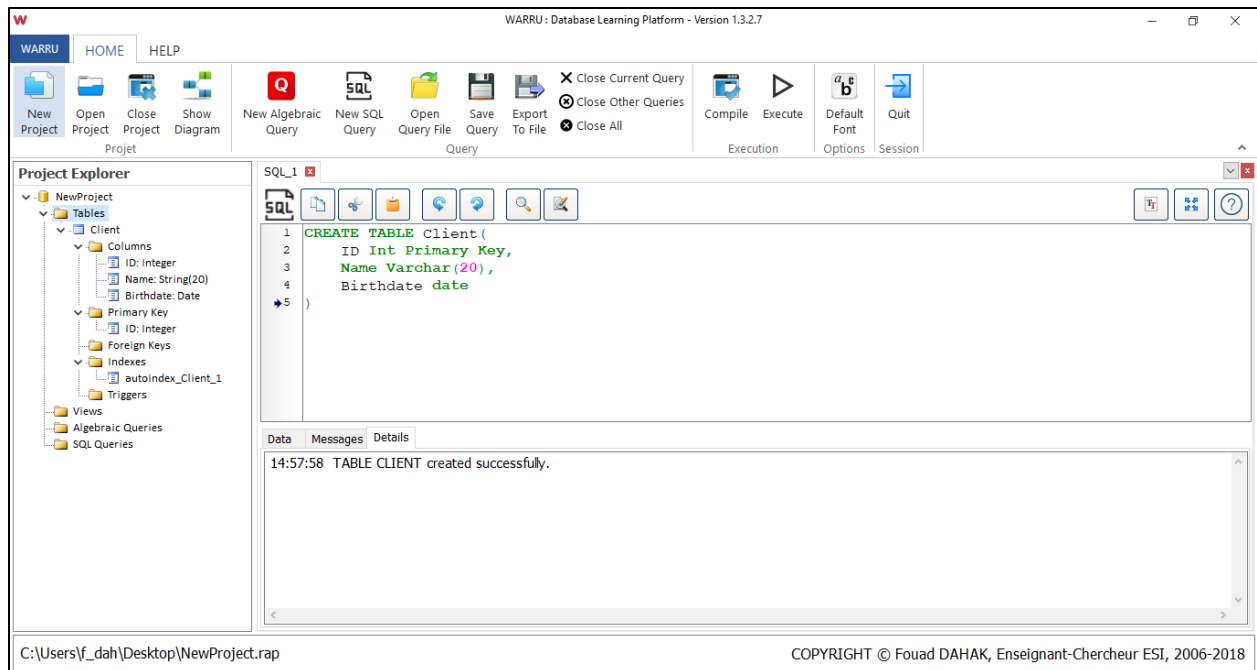 WARRU : Database Learning Platform - Version 1.3.2.7
WARRU HOME HELP
New Project
Open Project
Close Project
Show Diagram
Projet
New Algebraic Query
New SQL Query
Open Query File
Save Query
Export To File
Close Current Query
Close Other Queries
Close All
Query
Compile
Execute
Execution
Default Font
Options
Quit
Session
Project Explorer
NewProject
Tables
Client
Columns
ID: Integer
Name: String(20)
Birthdate: Date
Primary Key
ID: Integer
Foreign Keys
Indexes
autoindex_Client_1
Triggers
Views
Algebraic Queries
SQL Queries
SQL_1
SQL
1 CREATE TABLE Client(
2 ID Int Primary Key,
3 Name Varchar(20),
4 Birthdate date
5 )
Data Messages Details
14:57:58 TABLE CLIENT created successfully.
C:\Users\f_dah\Desktop\NewProject.rap
COPYRIGHT © Fouad DAHAK, Enseignant-Chercheur ESI, 2006-2018